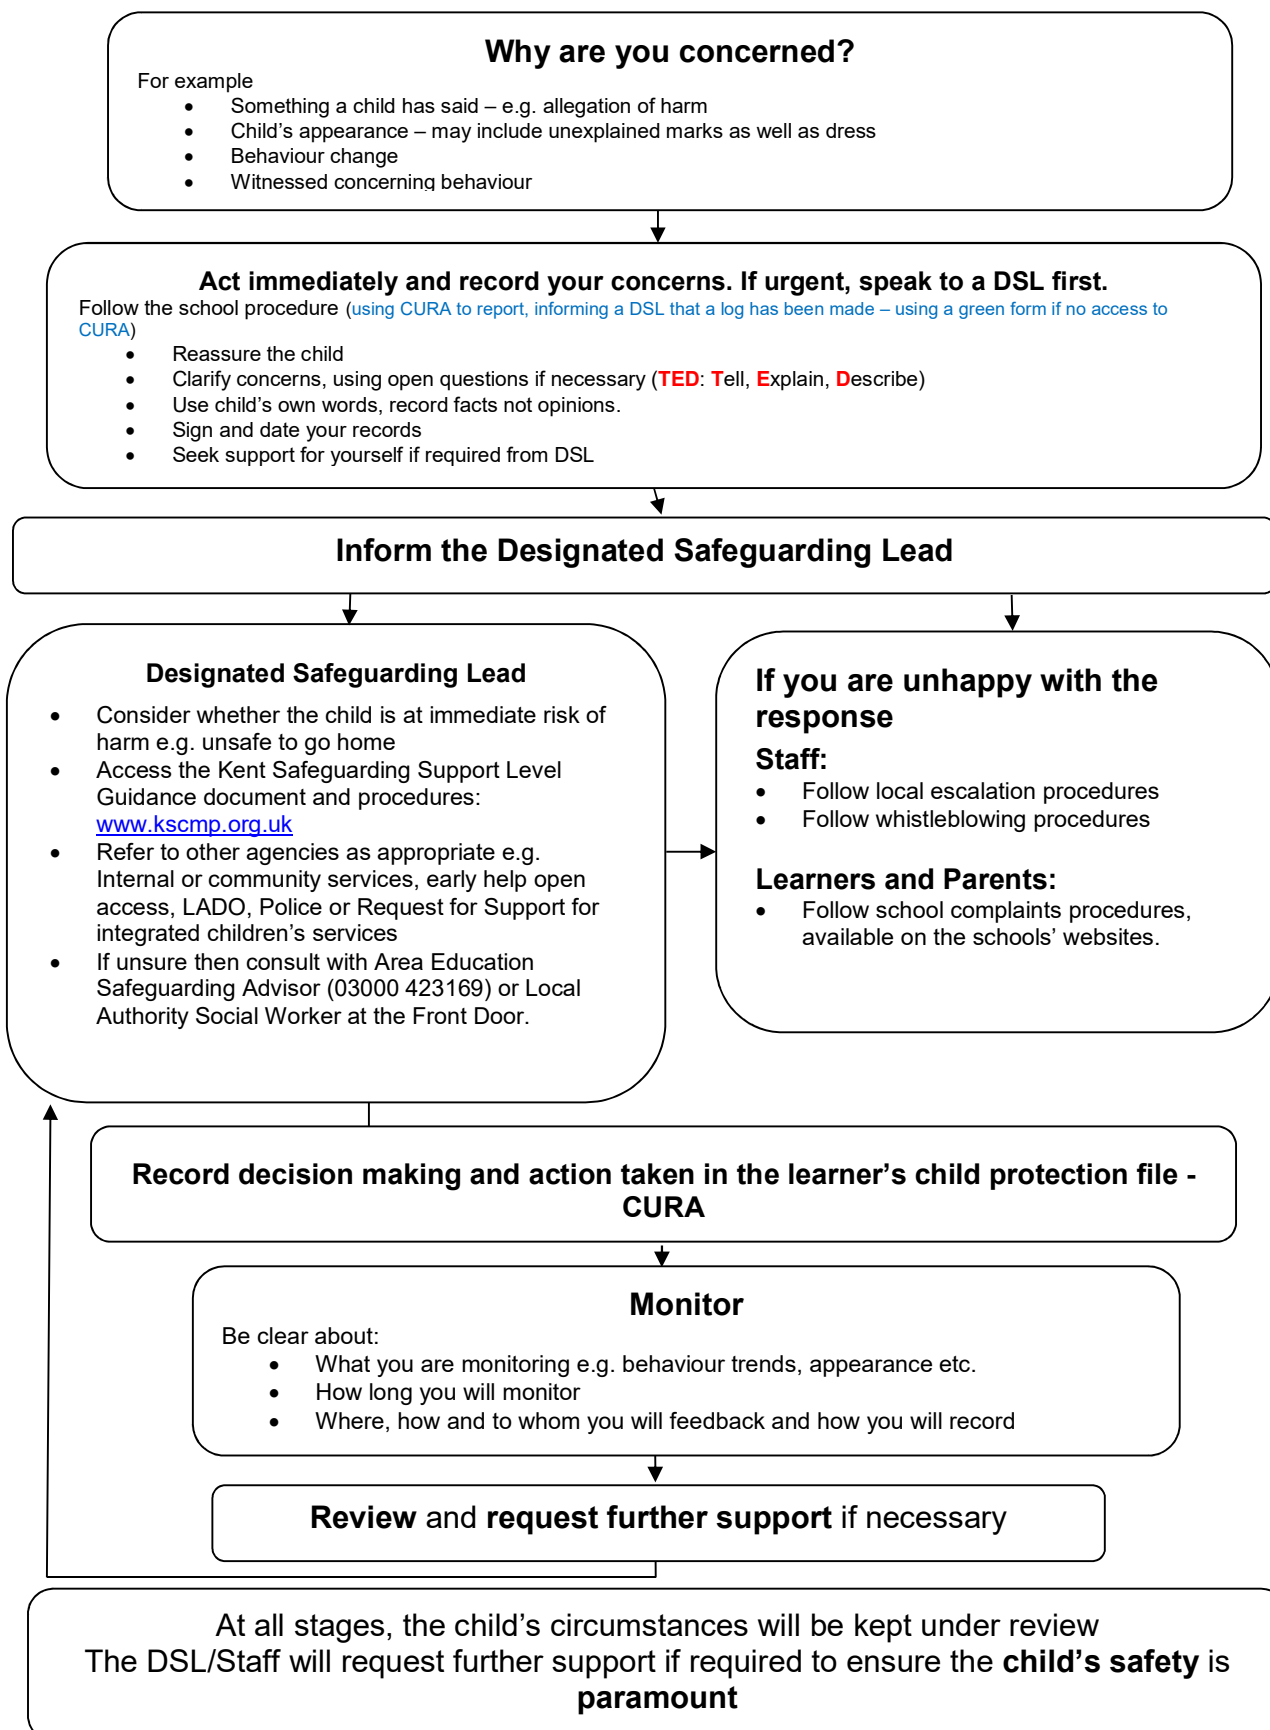 Why are you concerned?
For example
• Something a child has said – e.g. allegation of harm
• Child's appearance – may include unexplained marks as well as dress
• Behaviour change
• Witnessed concerning behaviour
Act immediately and record your concerns. If urgent, speak to a DSL first.
Follow the school procedure (using CURA to report, informing a DSL that a log has been made – using a green form if no access to
CURA)
• Reassure the child
• Clarify concerns, using open questions if necessary (TED: Tell, Explain, Describe)
• Use child's own words, record facts not opinions.
• Sign and date your records
• Seek support for yourself if required from DSL
Inform the Designated Safeguarding Lead
Designated Safeguarding Lead
• Consider whether the child is at immediate risk of
harm e.g. unsafe to go home
• Access the Kent Safeguarding Support Level
Guidance document and procedures:
www.kscmp.org.uk
• Refer to other agencies as appropriate e.g.
Internal or community services, early help open
access, LADO, Police or Request for Support for
integrated children's services
• If unsure then consult with Area Education
Safeguarding Advisor (03000 423169) or Local
Authority Social Worker at the Front Door.
If you are unhappy with the
response
Staff:
• Follow local escalation procedures
• Follow whistleblowing procedures
Learners and Parents:
• Follow school complaints procedures,
available on the schools' websites.
Record decision making and action taken in the learner's child protection file -
CURA
Monitor
Be clear about:
• What you are monitoring e.g. behaviour trends, appearance etc.
• How long you will monitor
• Where, how and to whom you will feedback and how you will record
Review and request further support if necessary
At all stages, the child's circumstances will be kept under review
The DSL/Staff will request further support if required to ensure the child's safety is
paramount